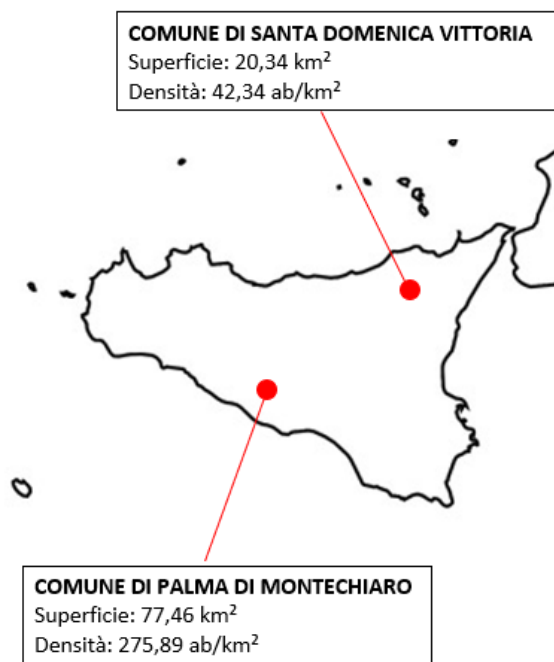 COMUNE DI SANTA DOMENICA VITTORIA
Superficie: 20,34 km²
Densità: 42,34 ab/km²
COMUNE DI PALMA DI MONTECHIARO
Superficie: 77,46 km²
Densità: 275,89 ab/km²